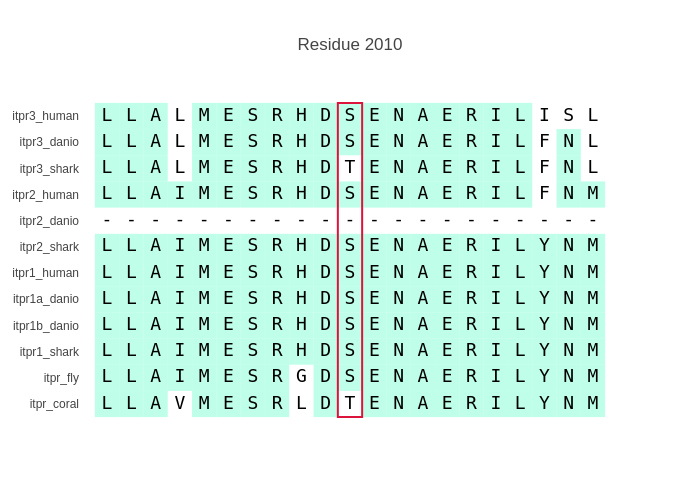 Residue 2010
itpr3_human L L A L M E S R H D S E N A E R I L I S L
itpr3_danio L L A L M E S R H D S E N A E R I L F N L
itpr3_shark L L A L M E S R H D T E N A E R I L F N L
itpr2_human L L A I M E S R H D S E N A E R I L F N M
itpr2_danio - - - - - - - - - - - - - - - - - - - - -
itpr2_shark L L A I M E S R H D S E N A E R I L Y N M
itpr1_human L L A I M E S R H D S E N A E R I L Y N M
itpr1a_danio L L A I M E S R H D S E N A E R I L Y N M
itpr1b_danio L L A I M E S R H D S E N A E R I L Y N M
itpr1_shark L L A I M E S R H D S E N A E R I L Y N M
itpr_fly L L A I M E S R G D S E N A E R I L Y N M
itpr_coral L L A V M E S R L D T E N A E R I L Y N M